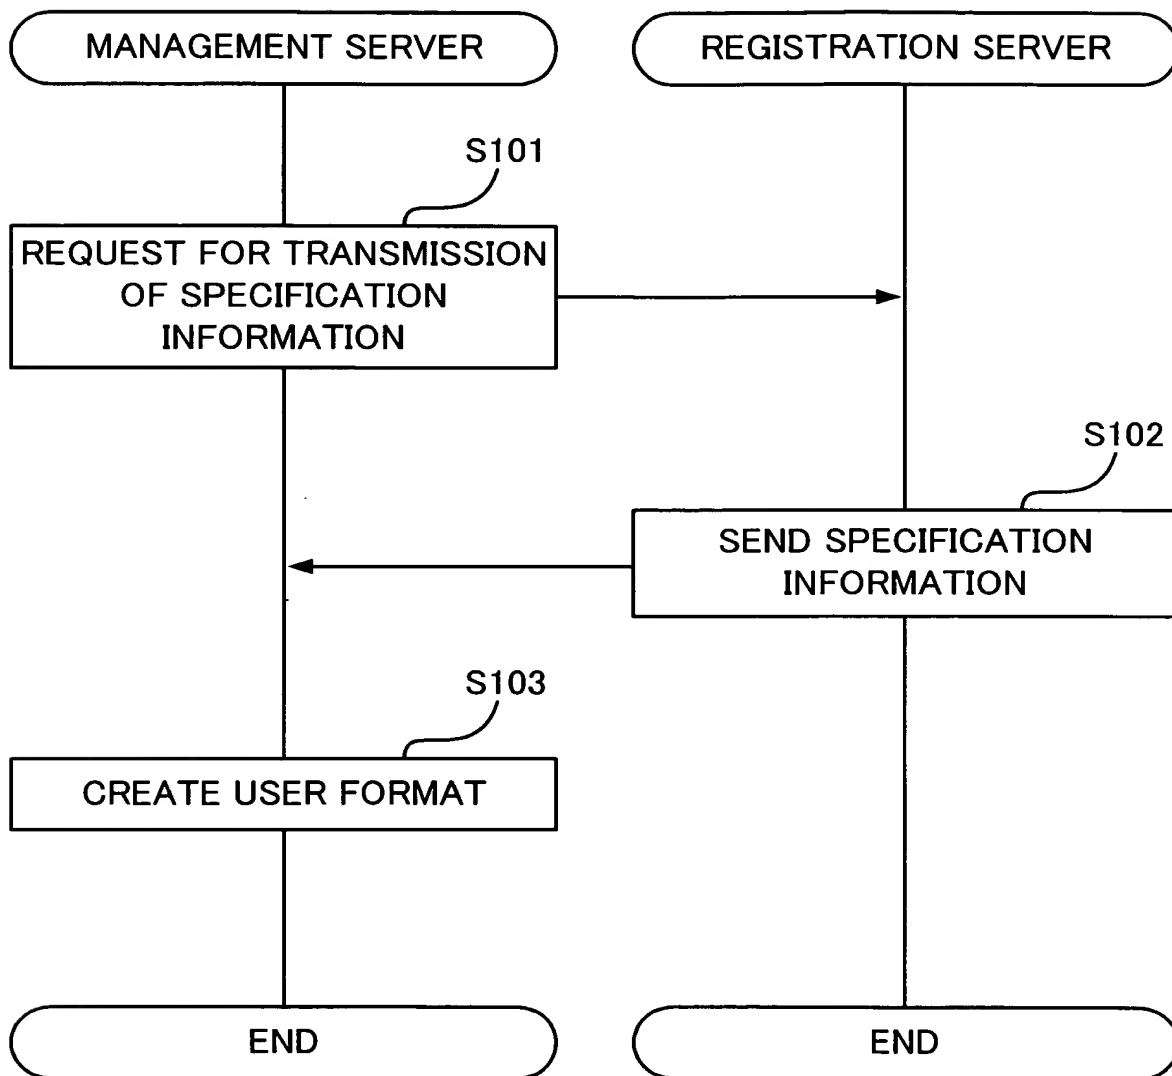 MANAGEMENT SERVER
REGISTRATION SERVER
S101
REQUEST FOR TRANSMISSION
OF SPECIFICATION
INFORMATION
S102
SEND SPECIFICATION
INFORMATION
S103
CREATE USER FORMAT
END
END